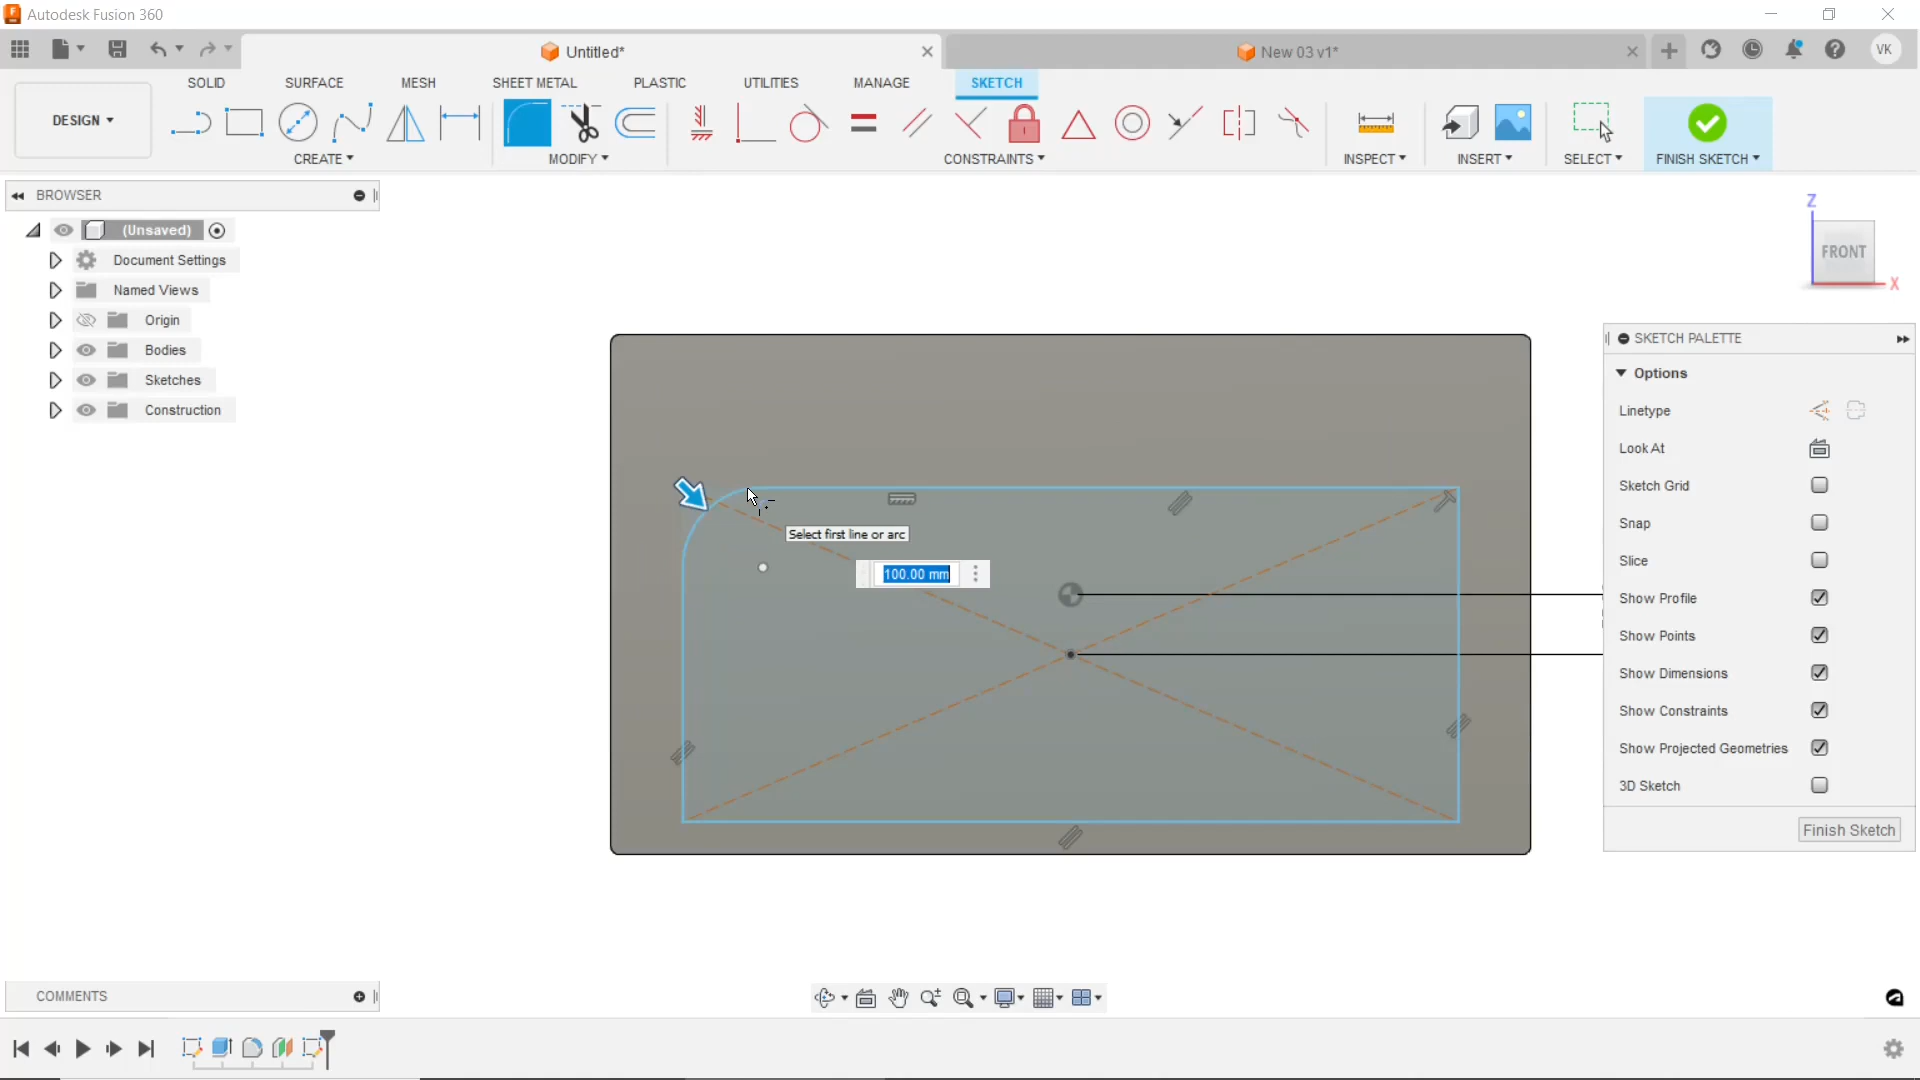 Autodesk Fusion 360
Untitled*
New 03 v1*
VK
DESIGN
SOLID
SURFACE
MESH
SHEET METAL
PLASTIC
UTILITIES
MANAGE
SKETCH
CREATE
MODIFY
CONSTRAINTS
INSPECT
INSERT
SELECT
FINISH SKETCH
BROWSER
(Unsaved)
Document Settings
Named Views
Origin
Bodies
Sketches
Construction
Z
FRONT
X
Select first line or arc
100.00 mm
SKETCH PALETTE
Options
Linetype
Look At
Sketch Grid
Snap
Slice
Show Profile
Show Points
Show Dimensions
Show Constraints
Show Projected Geometries
3D Sketch
Finish Sketch
COMMENTS